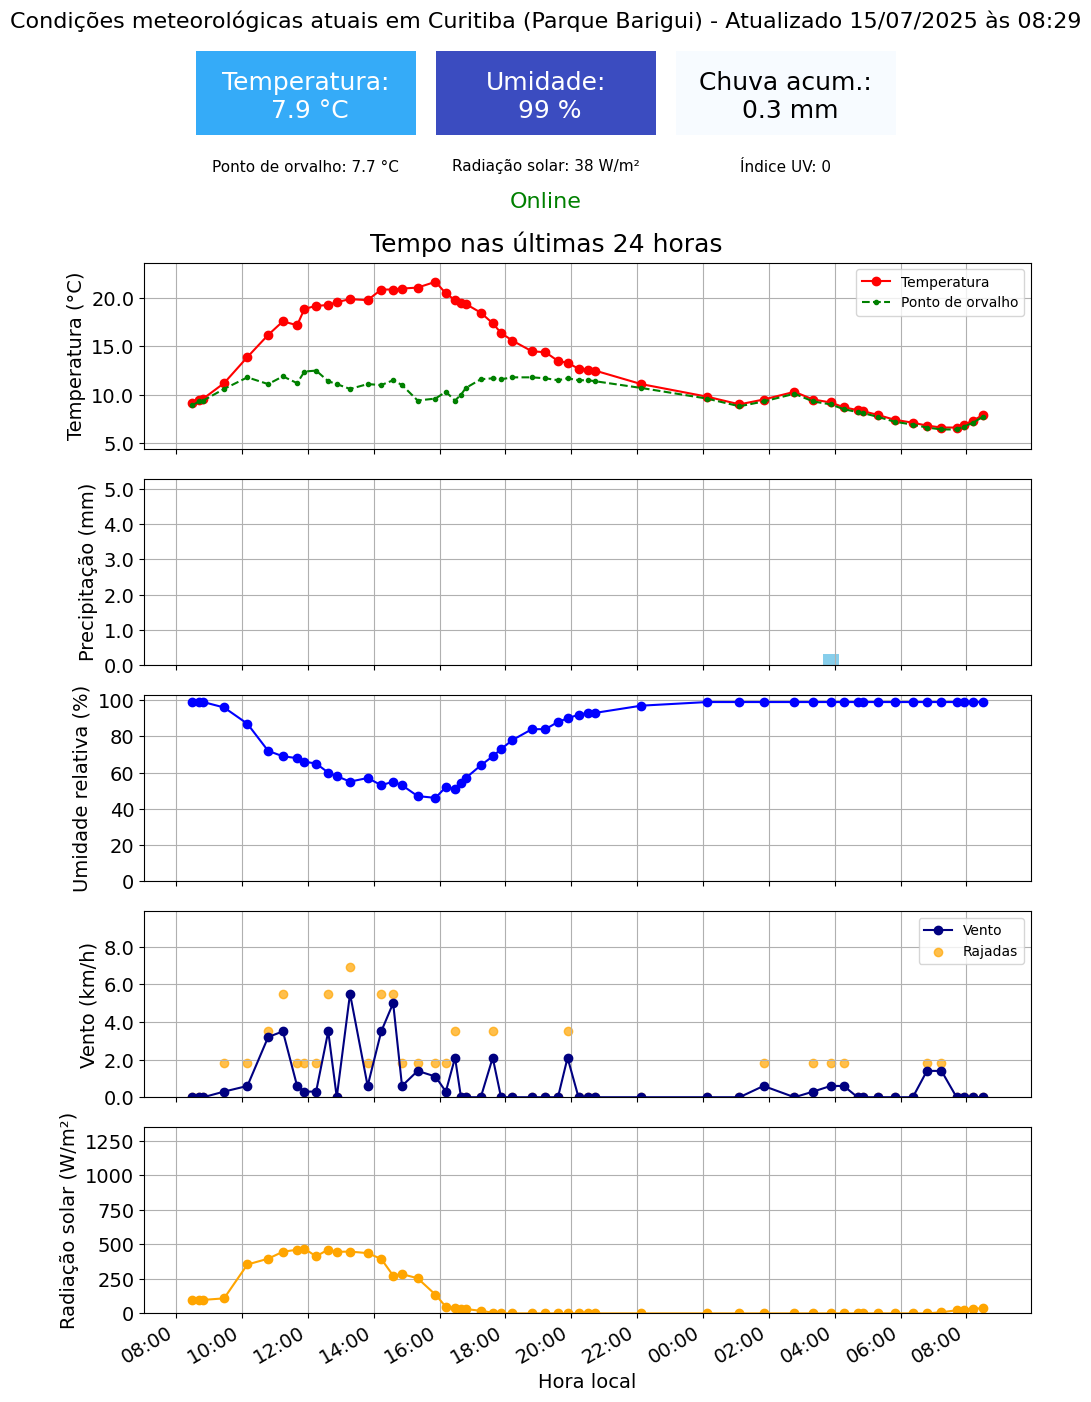 Condições meteorológicas atuais em Curitiba (Parque Barigui) - Atualizado 15/07/2025 às 08:29
Temperatura:
7.9 °C
Umidade:
99 %
Chuva acum.:
0.3 mm
Ponto de orvalho: 7.7 °C
Radiação solar: 38 W/m²
Índice UV: 0
Online
Tempo nas últimas 24 horas
Temperatura (°C)
20.0
15.0
10.0
5.0
Temperatura
Ponto de orvalho
Precipitação (mm)
5.0
4.0
3.0
2.0
1.0
0.0
Umidade relativa (%)
100
80
60
40
20
0
Vento (km/h)
8.0
6.0
4.0
2.0
0.0
Vento
Rajadas
Radiação solar (W/m²)
1250
1000
750
500
250
0
08:00
10:00
12:00
14:00
16:00
18:00
20:00
22:00
00:00
02:00
04:00
06:00
08:00
Hora local